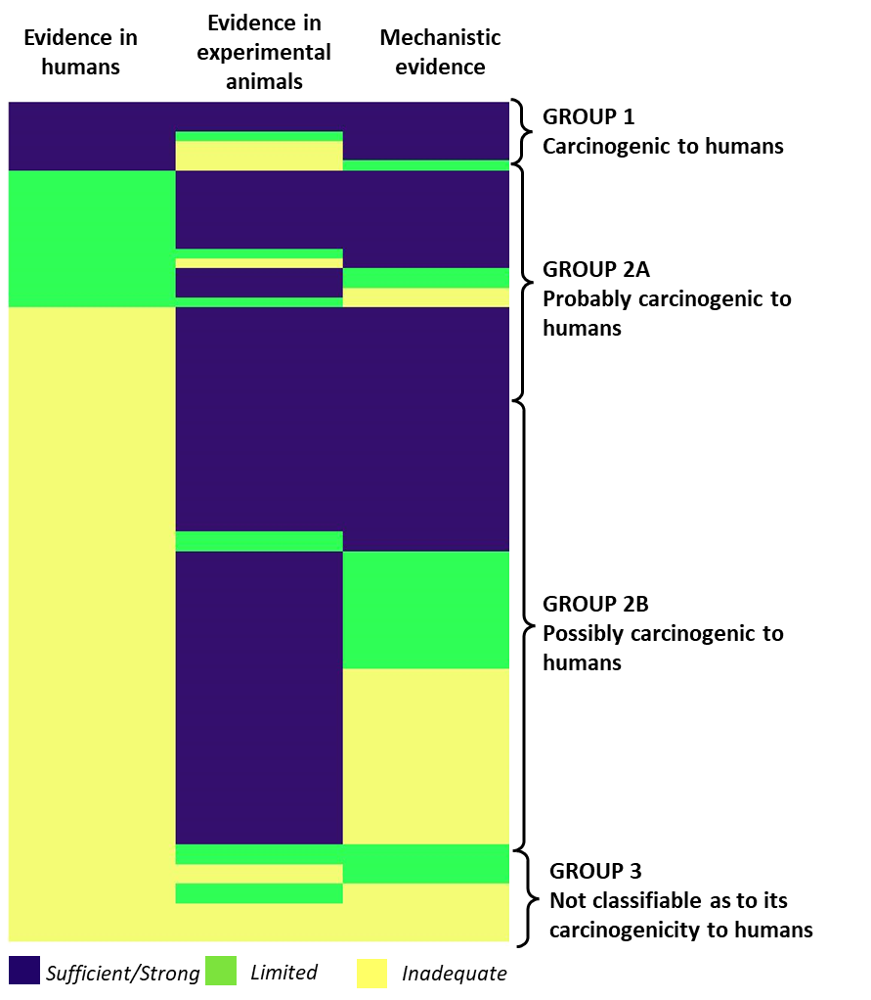 Evidence in
humans
Evidence in
experimental
animals
Mechanistic
evidence
GROUP 1
Carcinogenic to humans
GROUP 2A
Probably carcinogenic to
humans
GROUP 2B
Possibly carcinogenic to
humans
GROUP 3
Not classifiable as to its
carcinogenicity to humans
Sufficient/Strong
Limited
Inadequate